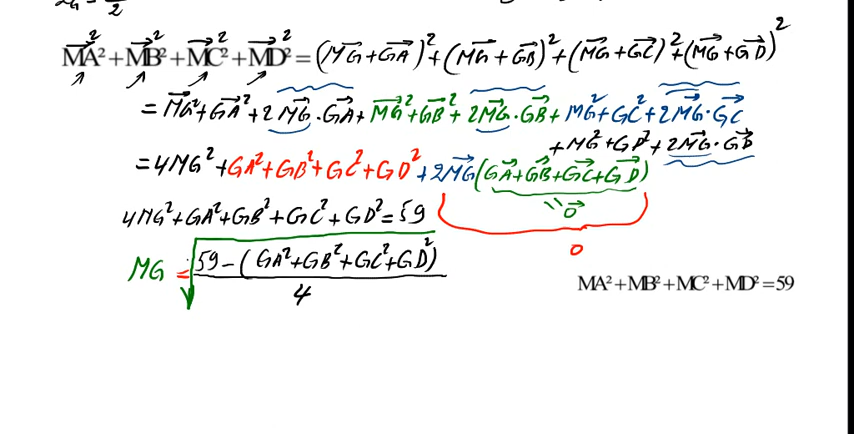 MA²+MB²+MC²+MD² = (MG+GA)²+(MG+GB)²+(MG+GC)²+(MG+GD)²
= MG²+GA²+2MG·GA+MG²+GB²+2MG·GB+MG²+GC²+2MG·GC
+MG²+GD²+2MG·GD
=4MG²+GA²+GB²+GC²+GD²+2MG(GA+GB+GC+GD)
0
4MG²+GA²+GB²+GC²+GD²=59
0
MG = √(59-(GA²+GB²+GC²+GD²)/4)
MA²+MB²+MC²+MD²=59